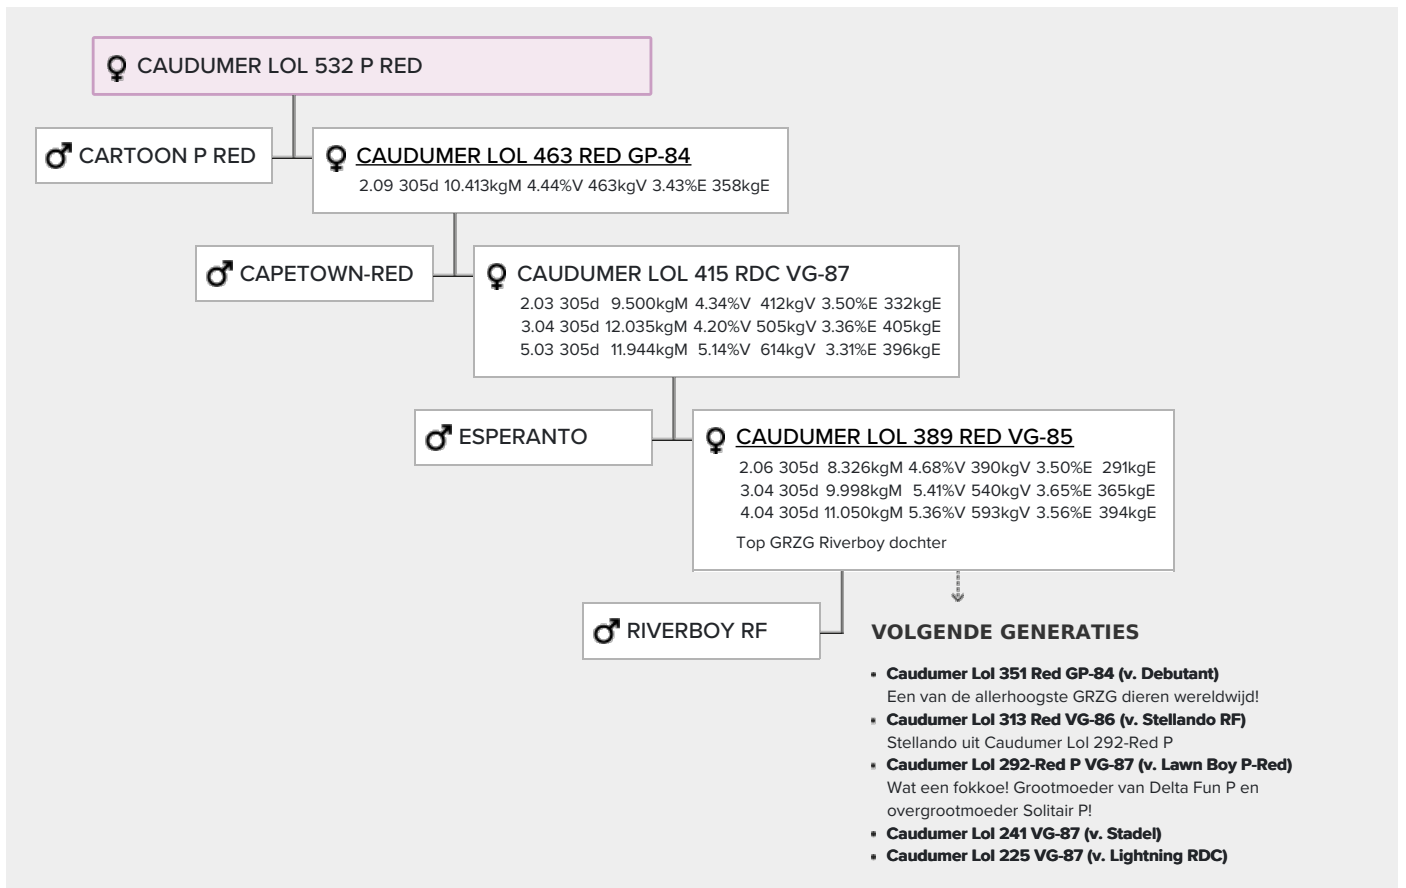 CAUDUMER LOL 532 P RED
CARTOON P RED
CAUDUMER LOL 463 RED GP-84
2.09 305d 10.413kgM 4.44%V 463kgV 3.43%E 358kgE
CAPETOWN-RED
CAUDUMER LOL 415 RDC VG-87
2.03 305d 9.500kgM 4.34%V 412kgV 3.50%E 332kgE
3.04 305d 12.035kgM 4.20%V 505kgV 3.36%E 405kgE
5.03 305d 11.944kgM 5.14%V 614kgV 3.31%E 396kgE
ESPERANTO
CAUDUMER LOL 389 RED VG-85
2.06 305d 8.326kgM 4.68%V 390kgV 3.50%E 291kgE
3.04 305d 9.998kgM 5.41%V 540kgV 3.65%E 365kgE
4.04 305d 11.050kgM 5.36%V 593kgV 3.56%E 394kgE
Top GRZG Riverboy dochter
RIVERBOY RF
VOLGENDE GENERATIES
• Caudumer Lol 351 Red GP-84 (v. Debutant)
Een van de allerhoogste GRZG dieren wereldwijd!
• Caudumer Lol 313 Red VG-86 (v. Stellando RF)
Stellando uit Caudumer Lol 292-Red P
• Caudumer Lol 292-Red P VG-87 (v. Lawn Boy P-Red)
Wat een fokkoe! Grootmoeder van Delta Fun P en
overgrootmoeder Solitair P!
• Caudumer Lol 241 VG-87 (v. Stadel)
• Caudumer Lol 225 VG-87 (v. Lightning RDC)